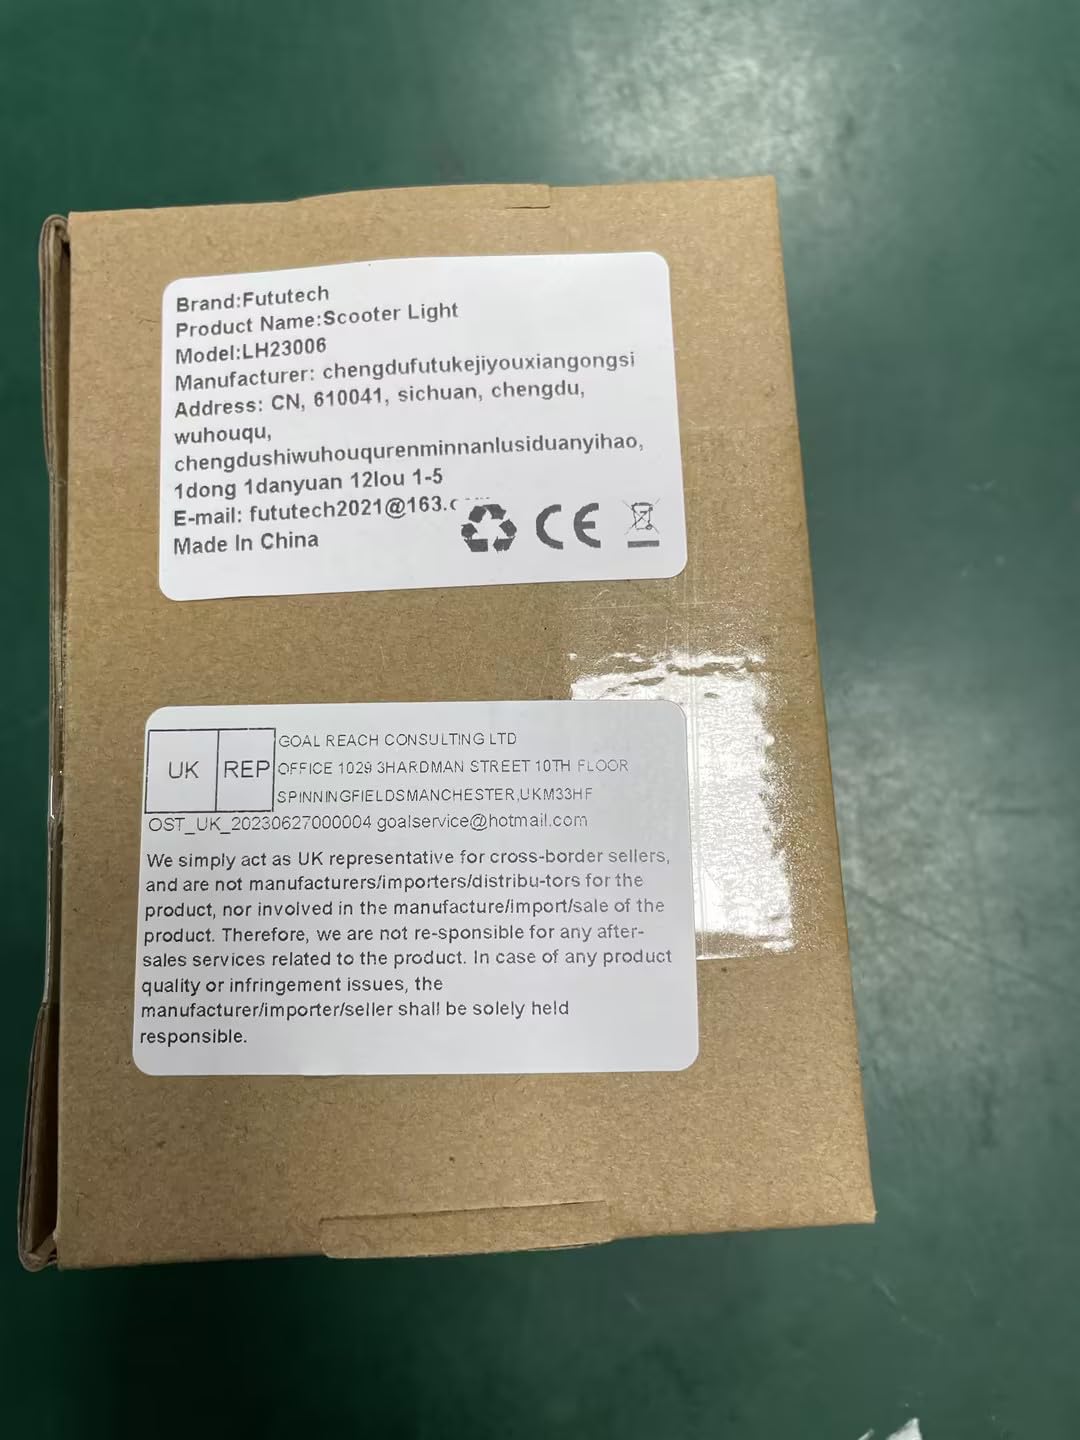 Brand:Fututech
Product Name:Scooter Light
Model:LH23006
Manufacturer: chengdufutukejiyouxiangongsi
Address: CN, 610041, sichuan, chengdu,
wuhouqu,
chengdushiwuhouqurenminnanlusiduanyihao,
1dong 1danyuan 12lou 1-5
E-mail: fututech2021@163.c
Made In China
CE
UK REP
GOAL REACH CONSULTING LTD
OFFICE 1029 3HARDMAN STREET 10TH FLOOR
SPINNINGFIELDSMANCHESTER,UKM33HF
OST_UK_20230627000004 goalservice@hotmail.com
We simply act as UK representative for cross-border sellers,
and are not manufacturers/importers/distribu-tors for the
product, nor involved in the manufacture/import/sale of the
product. Therefore, we are not re-sponsible for any after-
sales services related to the product. In case of any product
quality or infringement issues, the
manufacturer/importer/seller shall be solely held
responsible.